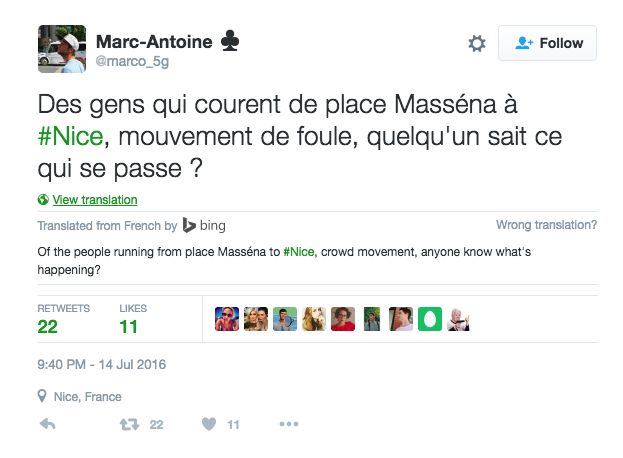 Marc-Antoine ♣
@marco_5g
Follow
Des gens qui courent de place Masséna à
#Nice, mouvement de foule, quelqu'un sait ce
qui se passe ?
View translation
Translated from French by bing
Wrong translation?
Of the people running from place Masséna to #Nice, crowd movement, anyone know what's
happening?
RETWEETS LIKES
22 11
9:40 PM - 14 Jul 2016
Nice, France
22 11